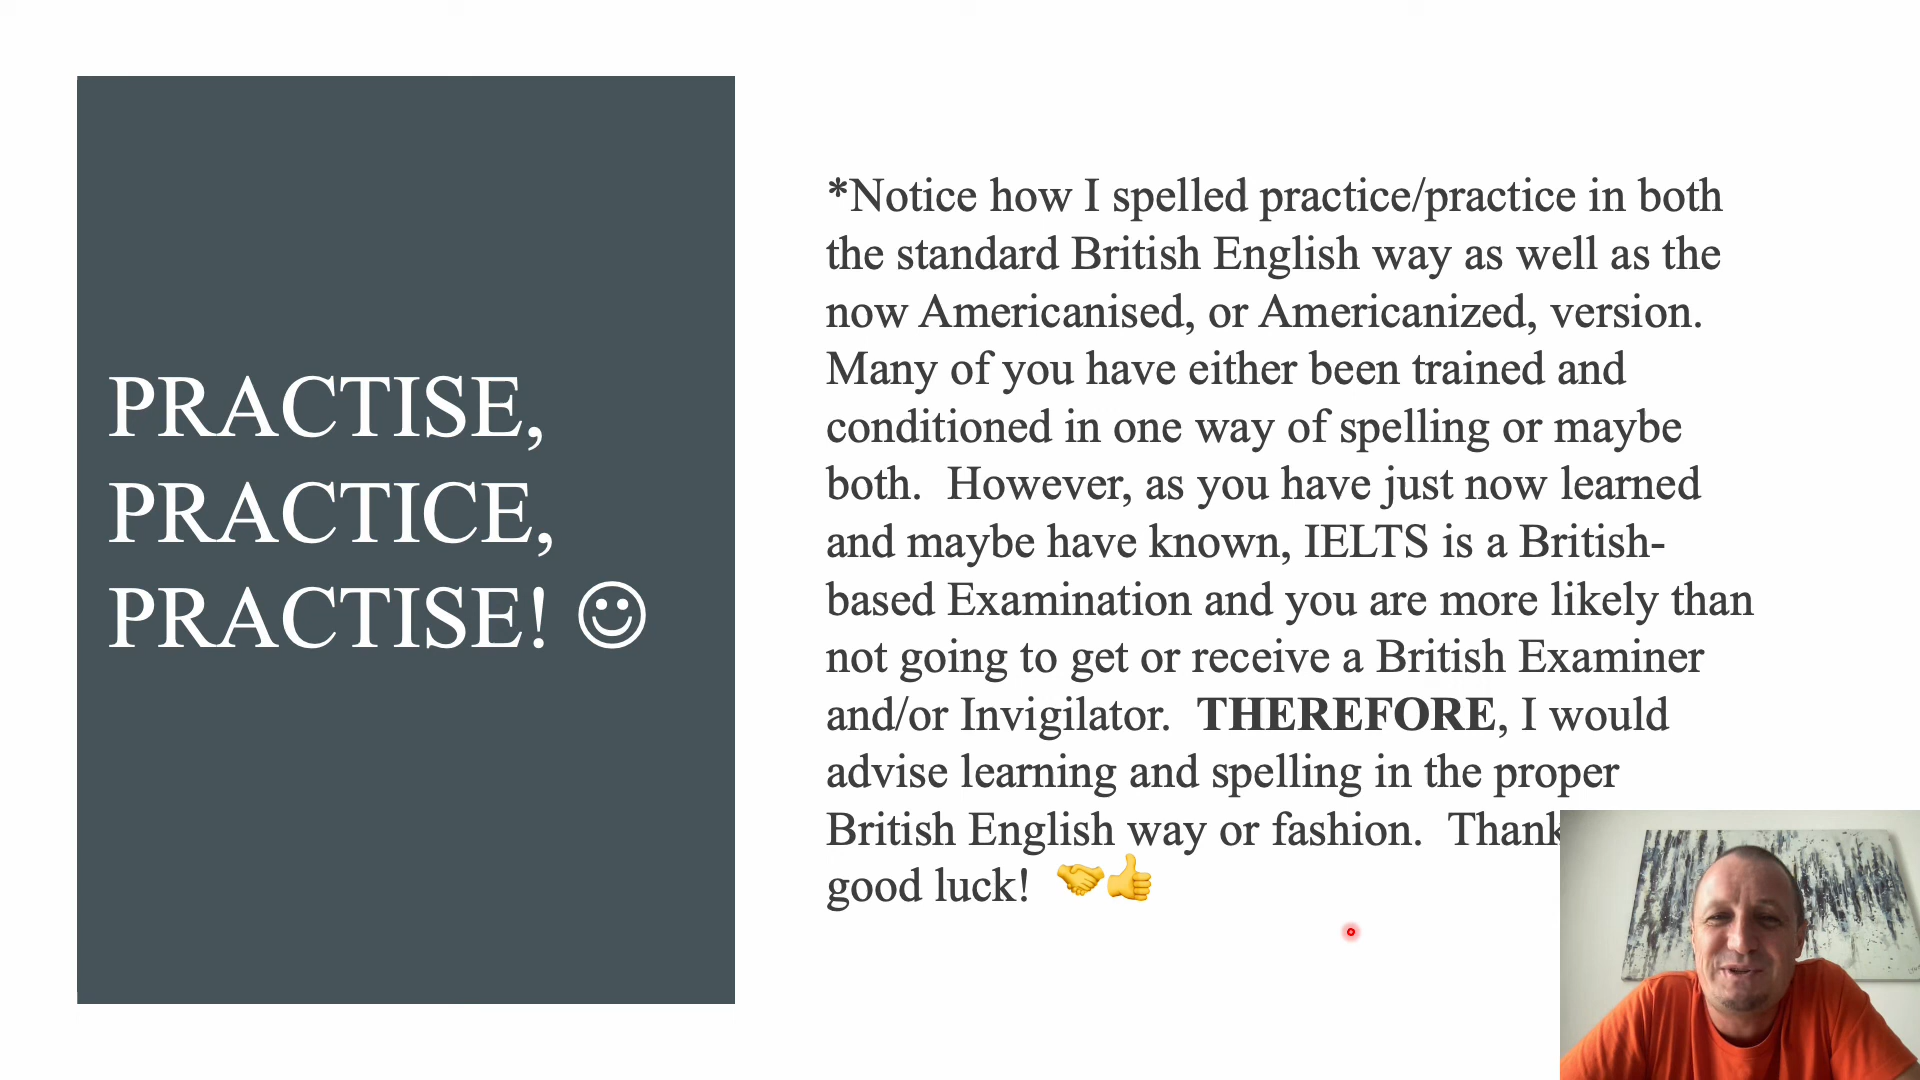 PRACTISE,
PRACTICE,
PRACTISE! ☺
*Notice how I spelled practice/practice in both
the standard British English way as well as the
now Americanised, or Americanized, version.
Many of you have either been trained and
conditioned in one way of spelling or maybe
both.  However, as you have just now learned
and maybe have known, IELTS is a British-
based Examination and you are more likely than
not going to get or receive a British Examiner
and/or Invigilator.  THEREFORE, I would
advise learning and spelling in the proper
British English way or fashion.  Thank
good luck!  🤝👍